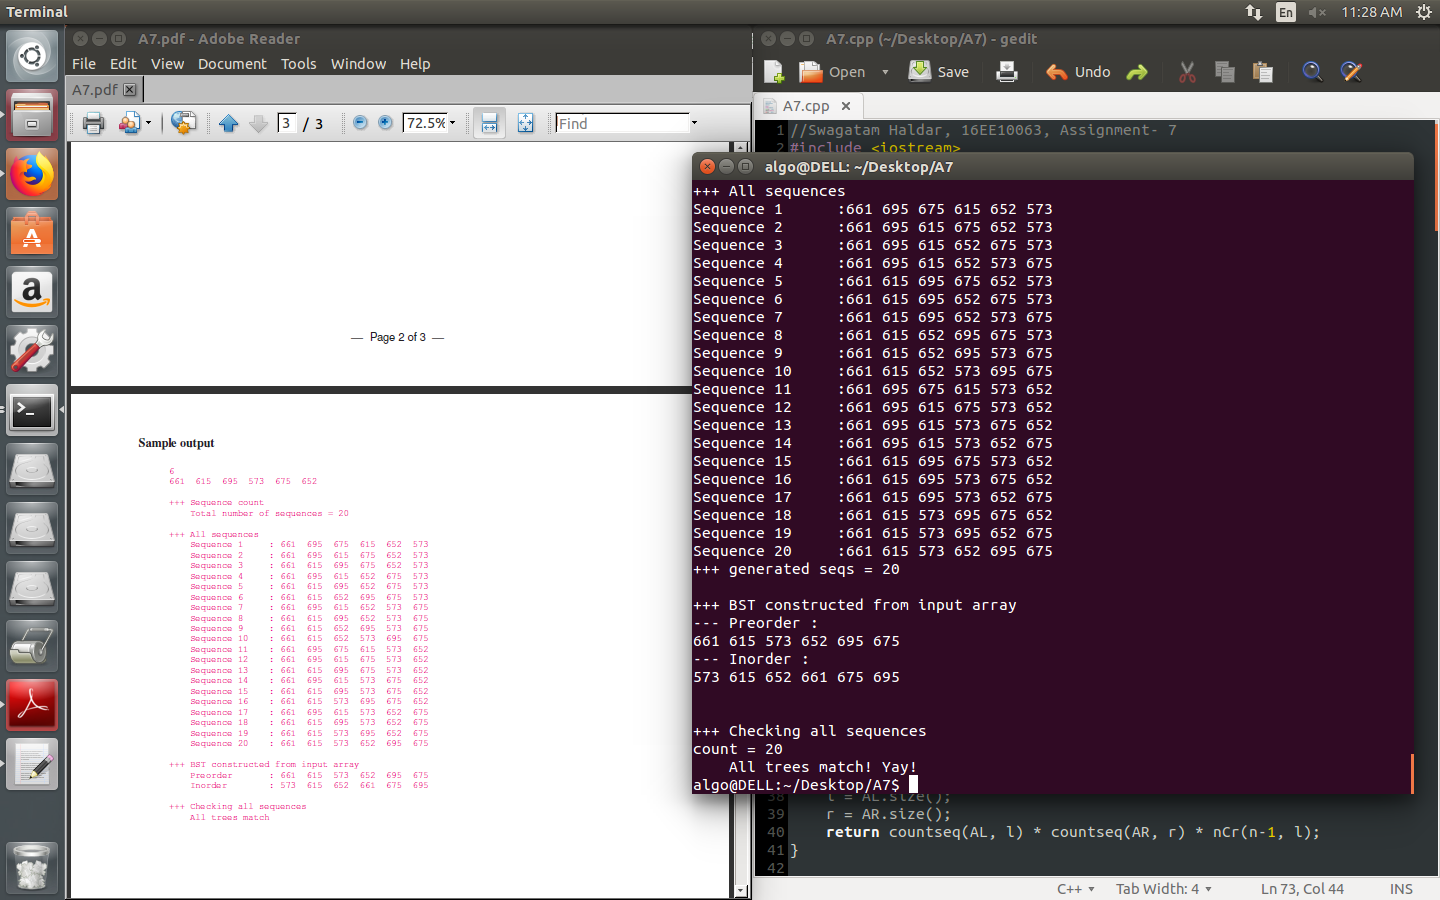 Terminal
En
11:28 AM
A7.pdf - Adobe Reader
File Edit View Document Tools Window Help
A7.pdf
3 / 3
72.5%
Find
— Page 2 of 3 —
Sample output
6
661 615 695 573 675 652
+++ Sequence count
Total number of sequences = 20
+++ All sequences
Sequence 1 : 661 695 675 615 652 573
Sequence 2 : 661 695 615 675 652 573
Sequence 3 : 661 615 695 675 652 573
Sequence 4 : 661 695 615 652 675 573
Sequence 5 : 661 615 695 652 675 573
Sequence 6 : 661 615 652 695 675 573
Sequence 7 : 661 695 615 652 573 675
Sequence 8 : 661 615 695 652 573 675
Sequence 9 : 661 615 652 695 573 675
Sequence 10 : 661 615 652 573 695 675
Sequence 11 : 661 695 675 615 573 652
Sequence 12 : 661 695 615 675 573 652
Sequence 13 : 661 615 695 675 573 652
Sequence 14 : 661 695 615 573 675 652
Sequence 15 : 661 615 695 573 675 652
Sequence 16 : 661 615 573 695 675 652
Sequence 17 : 661 695 615 573 652 675
Sequence 18 : 661 615 695 573 652 675
Sequence 19 : 661 615 573 695 652 675
Sequence 20 : 661 615 573 652 695 675
+++ BST constructed from input array
Preorder : 661 615 573 652 695 675
Inorder : 573 615 652 661 675 695
+++ Checking all sequences
All trees match
A7.cpp (~/Desktop/A7) - gedit
Open Save Undo
A7.cpp
1 //Swagatam Haldar, 16EE10063, Assignment- 7
2 #include <iostream>
algo@DELL: ~/Desktop/A7
+++ All sequences
Sequence 1 :661 695 675 615 652 573
Sequence 2 :661 695 615 675 652 573
Sequence 3 :661 695 615 652 675 573
Sequence 4 :661 695 615 652 573 675
Sequence 5 :661 615 695 675 652 573
Sequence 6 :661 615 695 652 675 573
Sequence 7 :661 615 695 652 573 675
Sequence 8 :661 615 652 695 675 573
Sequence 9 :661 615 652 695 573 675
Sequence 10 :661 615 652 573 695 675
Sequence 11 :661 695 675 615 573 652
Sequence 12 :661 695 615 675 573 652
Sequence 13 :661 695 615 573 675 652
Sequence 14 :661 695 615 573 652 675
Sequence 15 :661 615 695 675 573 652
Sequence 16 :661 615 695 573 675 652
Sequence 17 :661 615 695 573 652 675
Sequence 18 :661 615 573 695 675 652
Sequence 19 :661 615 573 695 652 675
Sequence 20 :661 615 573 652 695 675
+++ generated seqs = 20
+++ BST constructed from input array
--- Preorder :
661 615 573 652 695 675
--- Inorder :
573 615 652 661 675 695
+++ Checking all sequences
count = 20
All trees match! Yay!
algo@DELL:~/Desktop/A7$
38 l = AL.size();
39 r = AR.size();
40 return countseq(AL, l) * countseq(AR, r) * nCr(n-1, l);
41 }
42
C++ Tab Width: 4 Ln 73, Col 44 INS